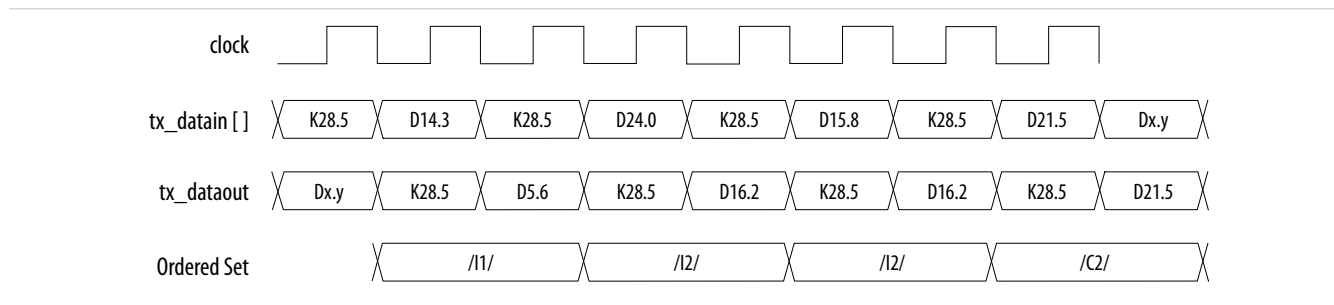 clock
tx_datain [ ] K28.5 D14.3 K28.5 D24.0 K28.5 D15.8 K28.5 D21.5 Dx.y
tx_dataout Dx.y K28.5 D5.6 K28.5 D16.2 K28.5 D16.2 K28.5 D21.5
Ordered Set /I1/ /I2/ /I2/ /C2/